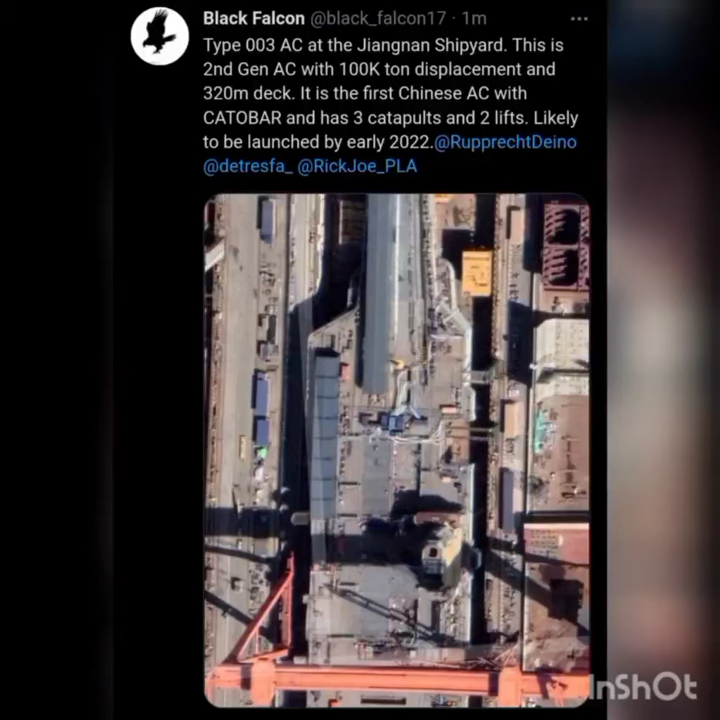 Black Falcon @black_falcon17 · 1m
Type 003 AC at the Jiangnan Shipyard. This is
2nd Gen AC with 100K ton displacement and
320m deck. It is the first Chinese AC with
CATOBAR and has 3 catapults and 2 lifts. Likely
to be launched by early 2022.@RupprechtDeino
@detresfa_ @RickJoe_PLA
InShOt